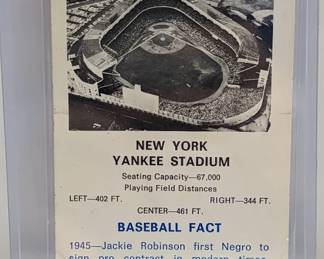 NEW YORK
YANKEE STADIUM
Seating Capacity—67,000
Playing Field Distances
LEFT—402 FT. RIGHT—344 FT.
CENTER—461 FT.
BASEBALL FACT
1945—Jackie Robinson first Negro to
sign pro contract in modern times